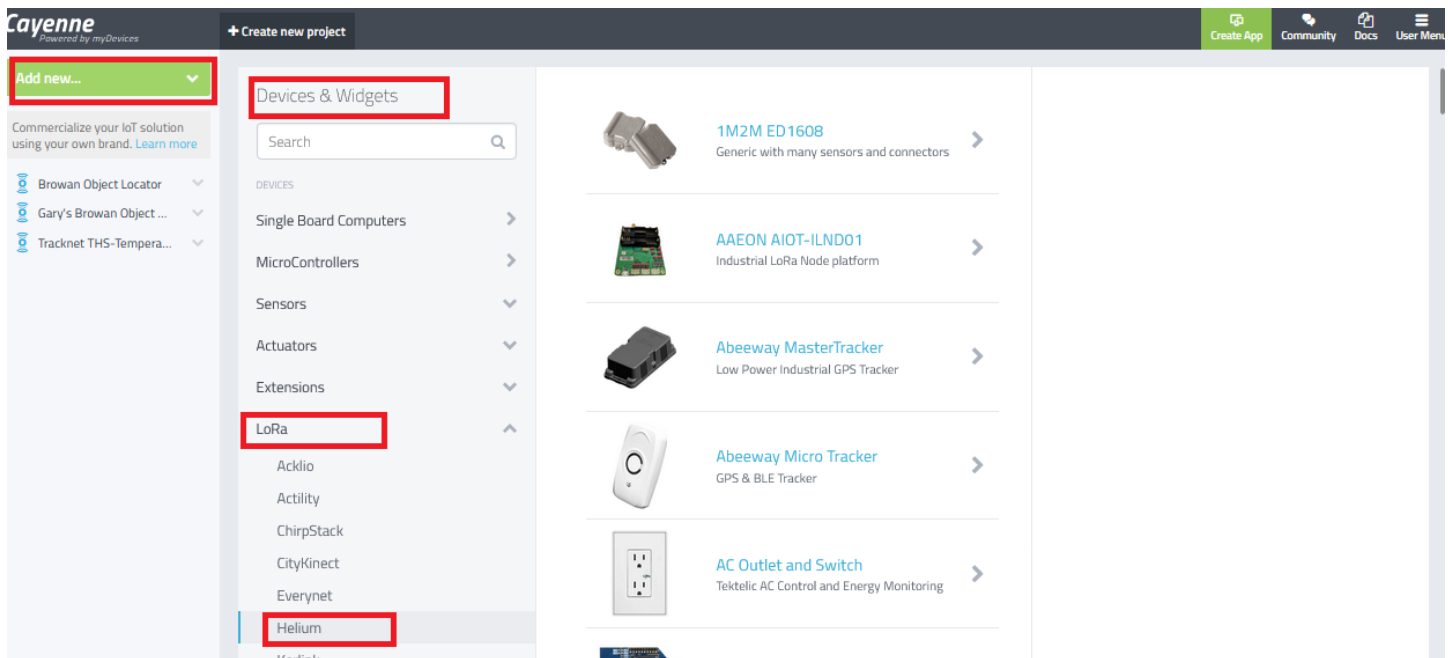 Cayenne
Powered by myDevices
+ Create new project
Create App
Community
Docs
User Menu
Add new...
Commercialize your IoT solution
using your own brand. Learn more
Browan Object Locator
Gary's Browan Object ...
Tracknet THS-Tempera...
Devices & Widgets
Search
DEVICES
Single Board Computers
MicroControllers
Sensors
Actuators
Extensions
LoRa
Acklio
Actility
ChirpStack
CityKinect
Everynet
Helium
1M2M ED1608
Generic with many sensors and connectors
AAEON AIOT-ILND01
Industrial LoRa Node platform
Abeeway MasterTracker
Low Power Industrial GPS Tracker
Abeeway Micro Tracker
GPS & BLE Tracker
AC Outlet and Switch
Tektelic AC Control and Energy Monitoring